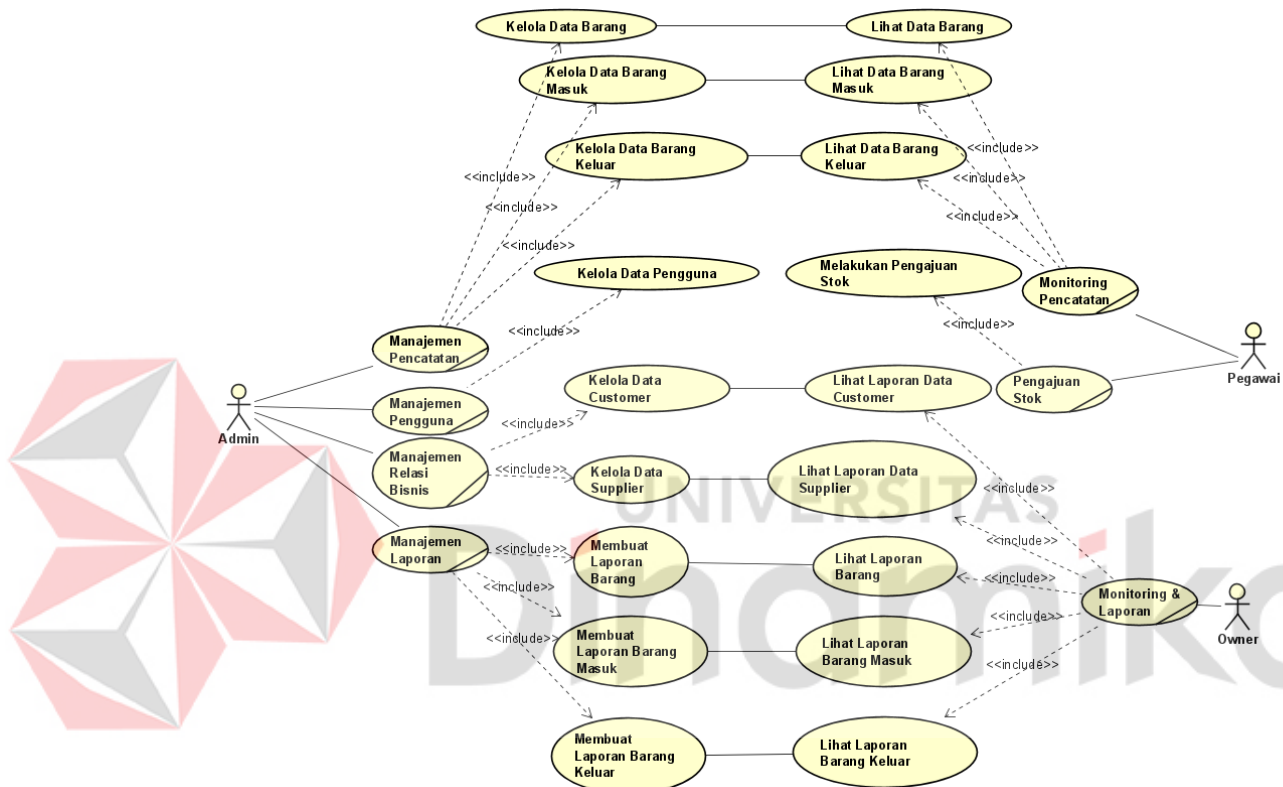 Kelola Data Barang
Lihat Data Barang
Kelola Data Barang
Masuk
Lihat Data Barang
Masuk
Kelola Data Barang
Keluar
Lihat Data Barang
Keluar
<<include>>
<<include>>
<<include>>
<<include>>
<<include>>
<<include>>
Kelola Data Pengguna
Melakukan Pengajuan
Stok
Monitoring
Pencatatan
<<include>>
<<include>>
Manajemen
Pencatatan
Pegawai
Kelola Data
Customer
Lihat Laporan Data
Customer
Pengajuan
Stok
Manajemen
Pengguna
Admin
<<include>>
Manajemen
Relasi
Bisnis
<<include>>
Kelola Data
Supplier
Lihat Laporan Data
Supplier
<<include>>
UNIVERSITAS
Dinamika
<<include>>
Manajemen
Laporan
<<include>>
Membuat
Laporan
Barang
Lihat Laporan
Barang
<<include>>
Monitoring &
Laporan
Owner
<<include>>
<<include>>
<<include>>
Membuat
Laporan Barang
Masuk
Lihat Laporan
Barang Masuk
<<include>>
Membuat
Laporan Barang
Keluar
Lihat Laporan
Barang Keluar